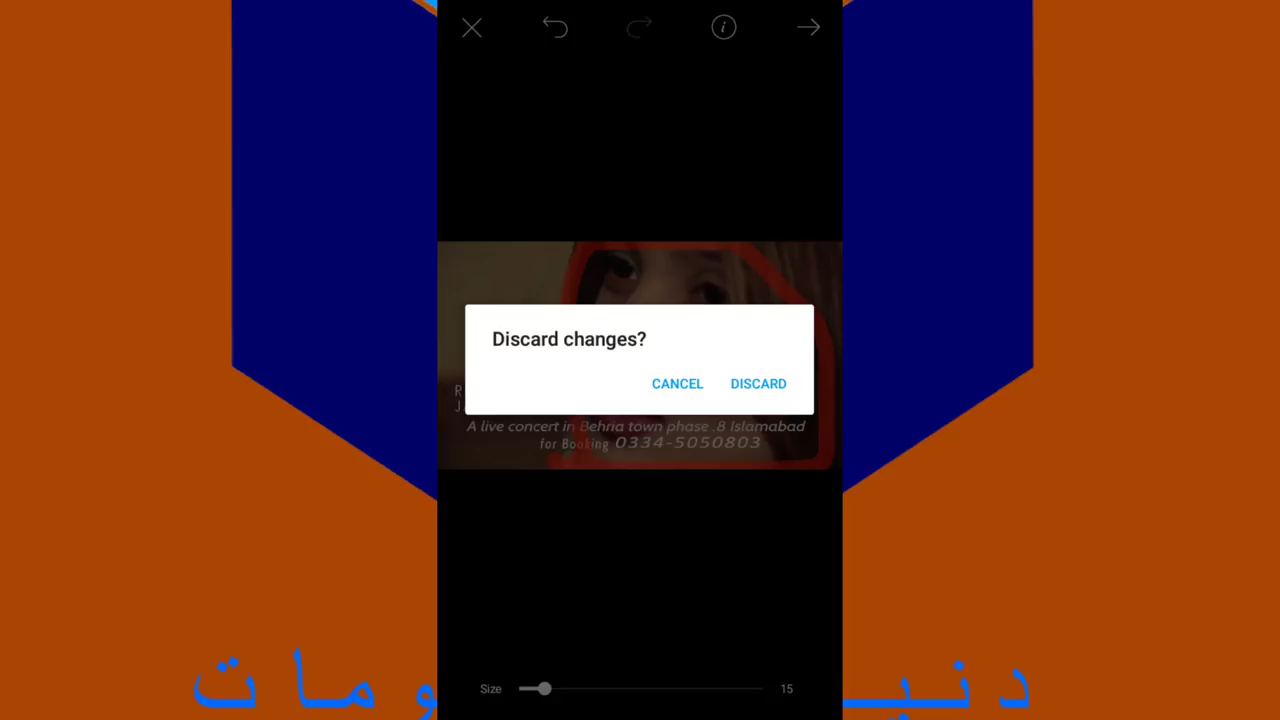 Discard changes?
CANCEL DISCARD
R
J.
A live concert in Behria town phase .8 Islamabad
for Booking 0334-5050803
Size 15